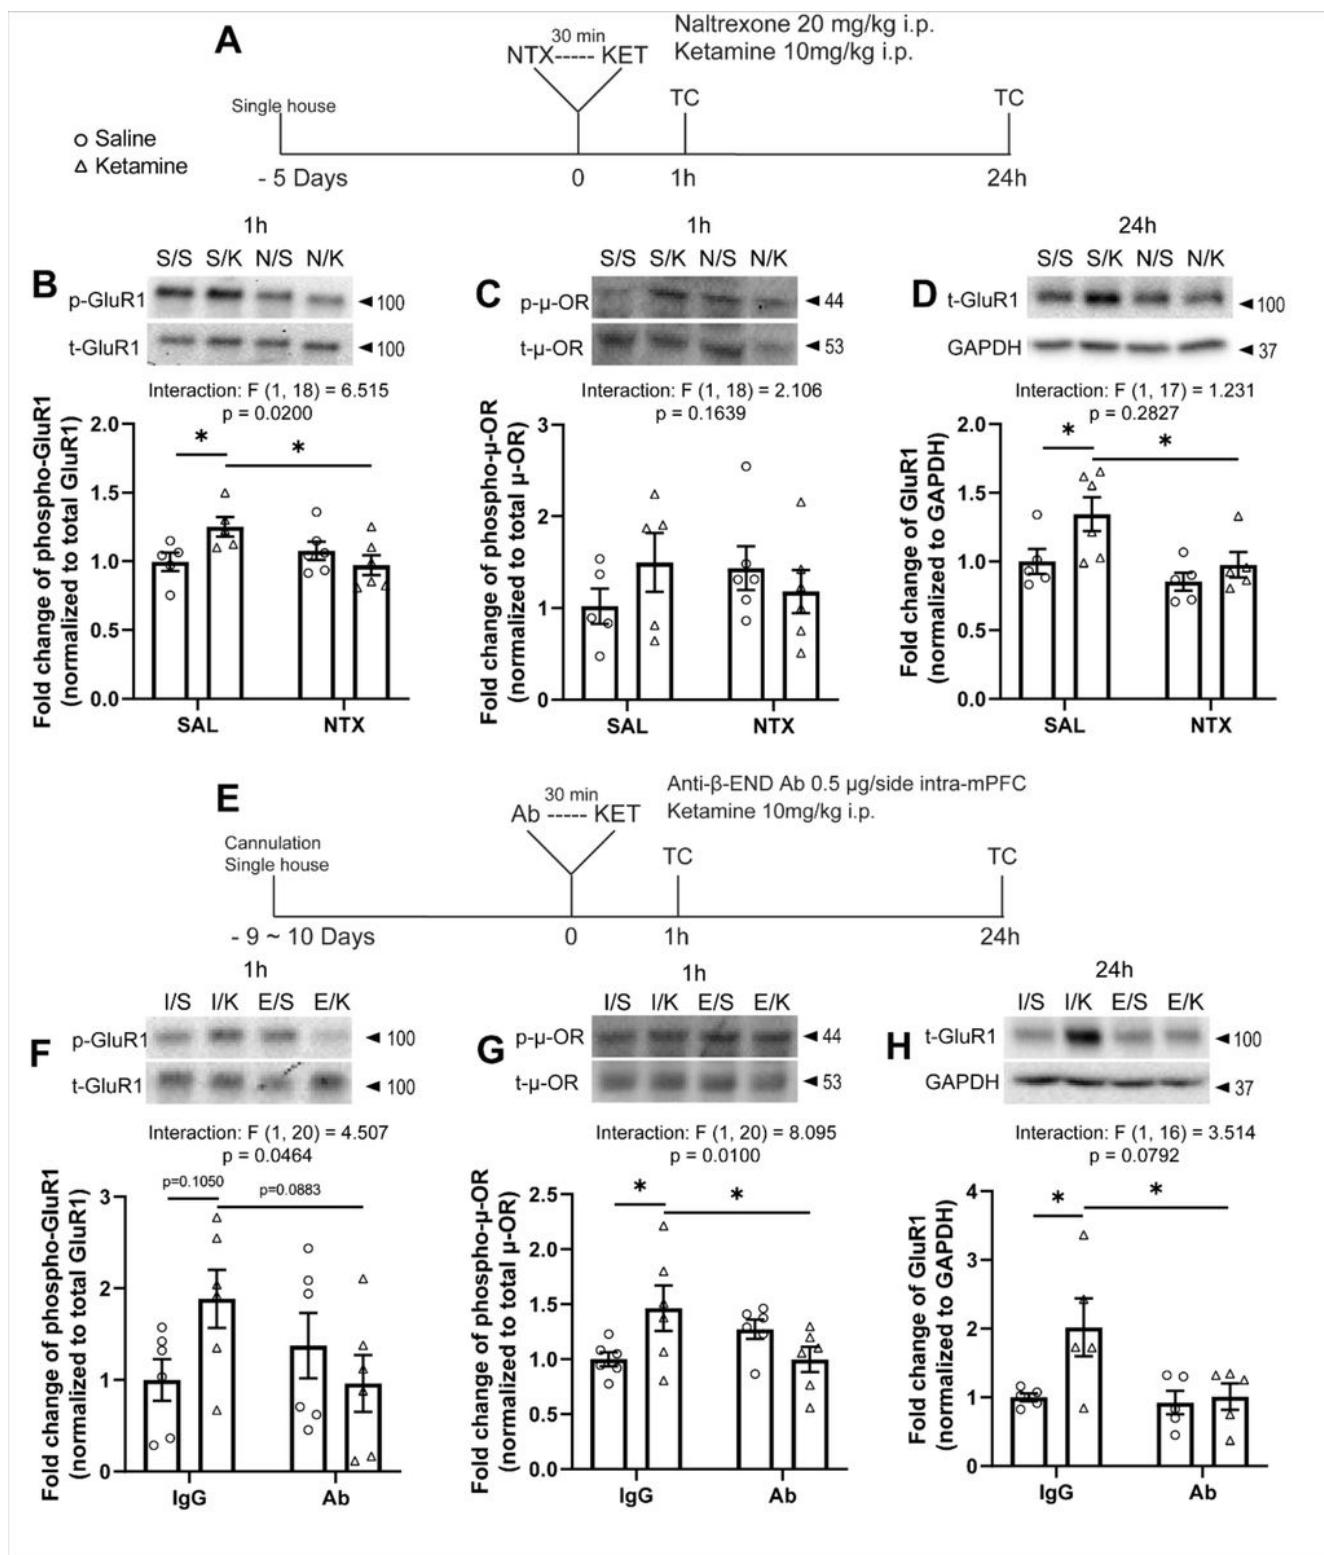 A
NTX----- KET
30 min
Naltrexone 20 mg/kg i.p.
Ketamine 10mg/kg i.p.
Single house
TC
TC
○ Saline
△ Ketamine
- 5 Days
0
1h
24h
B
1h
S/S S/K N/S N/K
p-GluR1
◄100
t-GluR1
◄100
Interaction: F (1, 18) = 6.515
p = 0.0200
Fold change of phospho-GluR1
(normalized to total GluR1)
2.0
1.5
1.0
0.5
0.0
*
*
SAL
NTX
C
1h
S/S S/K N/S N/K
p-μ-OR
◄44
t-μ-OR
◄53
Interaction: F (1, 18) = 2.106
p = 0.1639
Fold change of phospho-μ-OR
(normalized to total μ-OR)
3
2
1
0
SAL
NTX
D
24h
S/S S/K N/S N/K
t-GluR1
◄100
GAPDH
◄37
Interaction: F (1, 17) = 1.231
p = 0.2827
Fold change of GluR1
(normalized to GAPDH)
2.0
1.5
1.0
0.5
0.0
*
*
SAL
NTX
E
Ab ----- KET
30 min
Anti-β-END Ab 0.5 μg/side intra-mPFC
Ketamine 10mg/kg i.p.
Cannulation
Single house
TC
TC
- 9 ~ 10 Days
0
1h
24h
F
1h
I/S I/K E/S E/K
p-GluR1
◄100
t-GluR1
◄100
Interaction: F (1, 20) = 4.507
p = 0.0464
Fold change of phospho-GluR1
(normalized to total GluR1)
3
2
1
0
p=0.1050
p=0.0883
IgG
Ab
G
1h
I/S I/K E/S E/K
p-μ-OR
◄44
t-μ-OR
◄53
Interaction: F (1, 20) = 8.095
p = 0.0100
Fold change of phospho-μ-OR
(normalized to total μ-OR)
2.5
2.0
1.5
1.0
0.5
0.0
*
*
IgG
Ab
H
24h
I/S I/K E/S E/K
t-GluR1
◄100
GAPDH
◄37
Interaction: F (1, 16) = 3.514
p = 0.0792
Fold change of GluR1
(normalized to GAPDH)
4
3
2
1
0
*
*
IgG
Ab